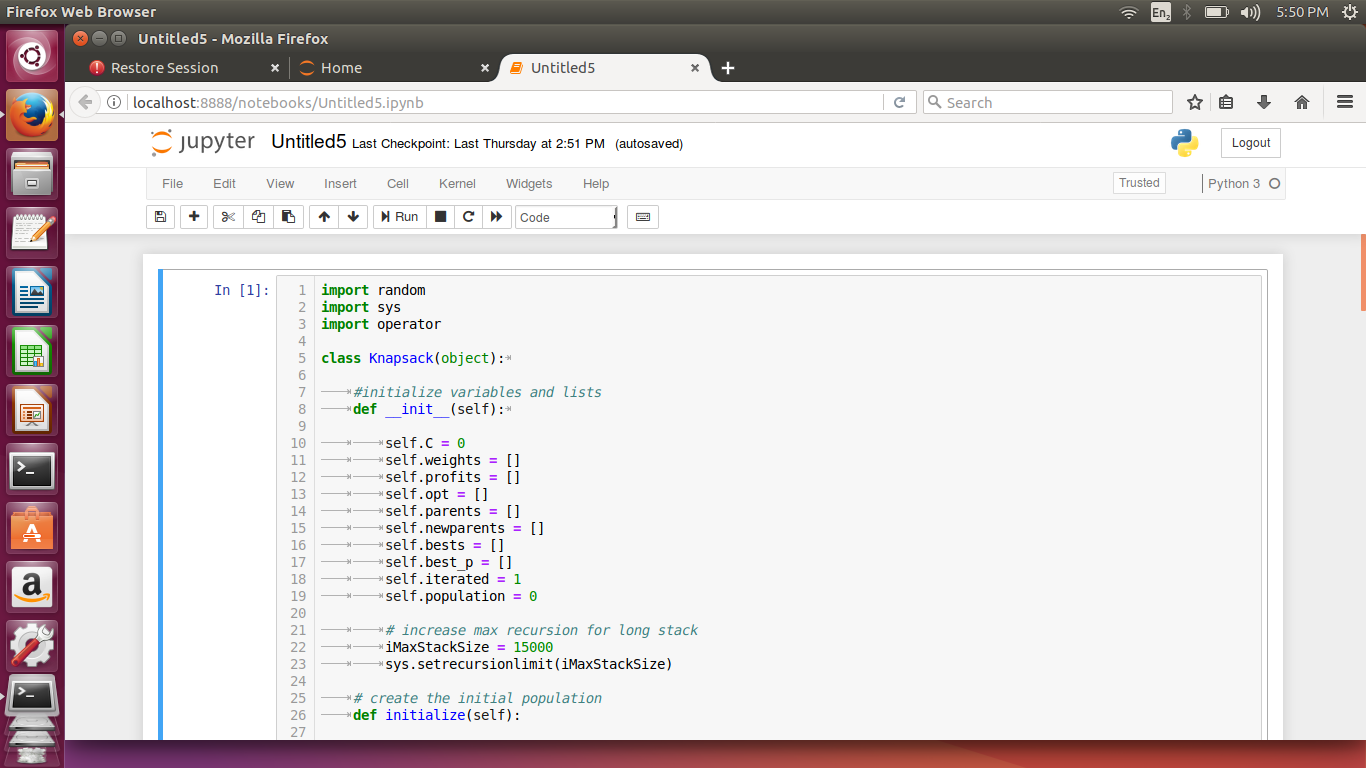 Firefox Web Browser
En2
5:50 PM
Untitled5 - Mozilla Firefox
Restore Session
Home
Untitled5
localhost:8888/notebooks/Untitled5.ipynb
Search
jupyter
Untitled5 Last Checkpoint: Last Thursday at 2:51 PM (autosaved)
Logout
File Edit View Insert Cell Kernel Widgets Help
Trusted
Python 3
Run
Code
In [1]:
1 import random
2 import sys
3 import operator
4
5 class Knapsack(object):
6
7 #initialize variables and lists
8 def __init__(self):
9
10 self.C = 0
11 self.weights = []
12 self.profits = []
13 self.opt = []
14 self.parents = []
15 self.newparents = []
16 self.bests = []
17 self.best_p = []
18 self.iterated = 1
19 self.population = 0
20
21 # increase max recursion for long stack
22 iMaxStackSize = 15000
23 sys.setrecursionlimit(iMaxStackSize)
24
25 # create the initial population
26 def initialize(self):
27